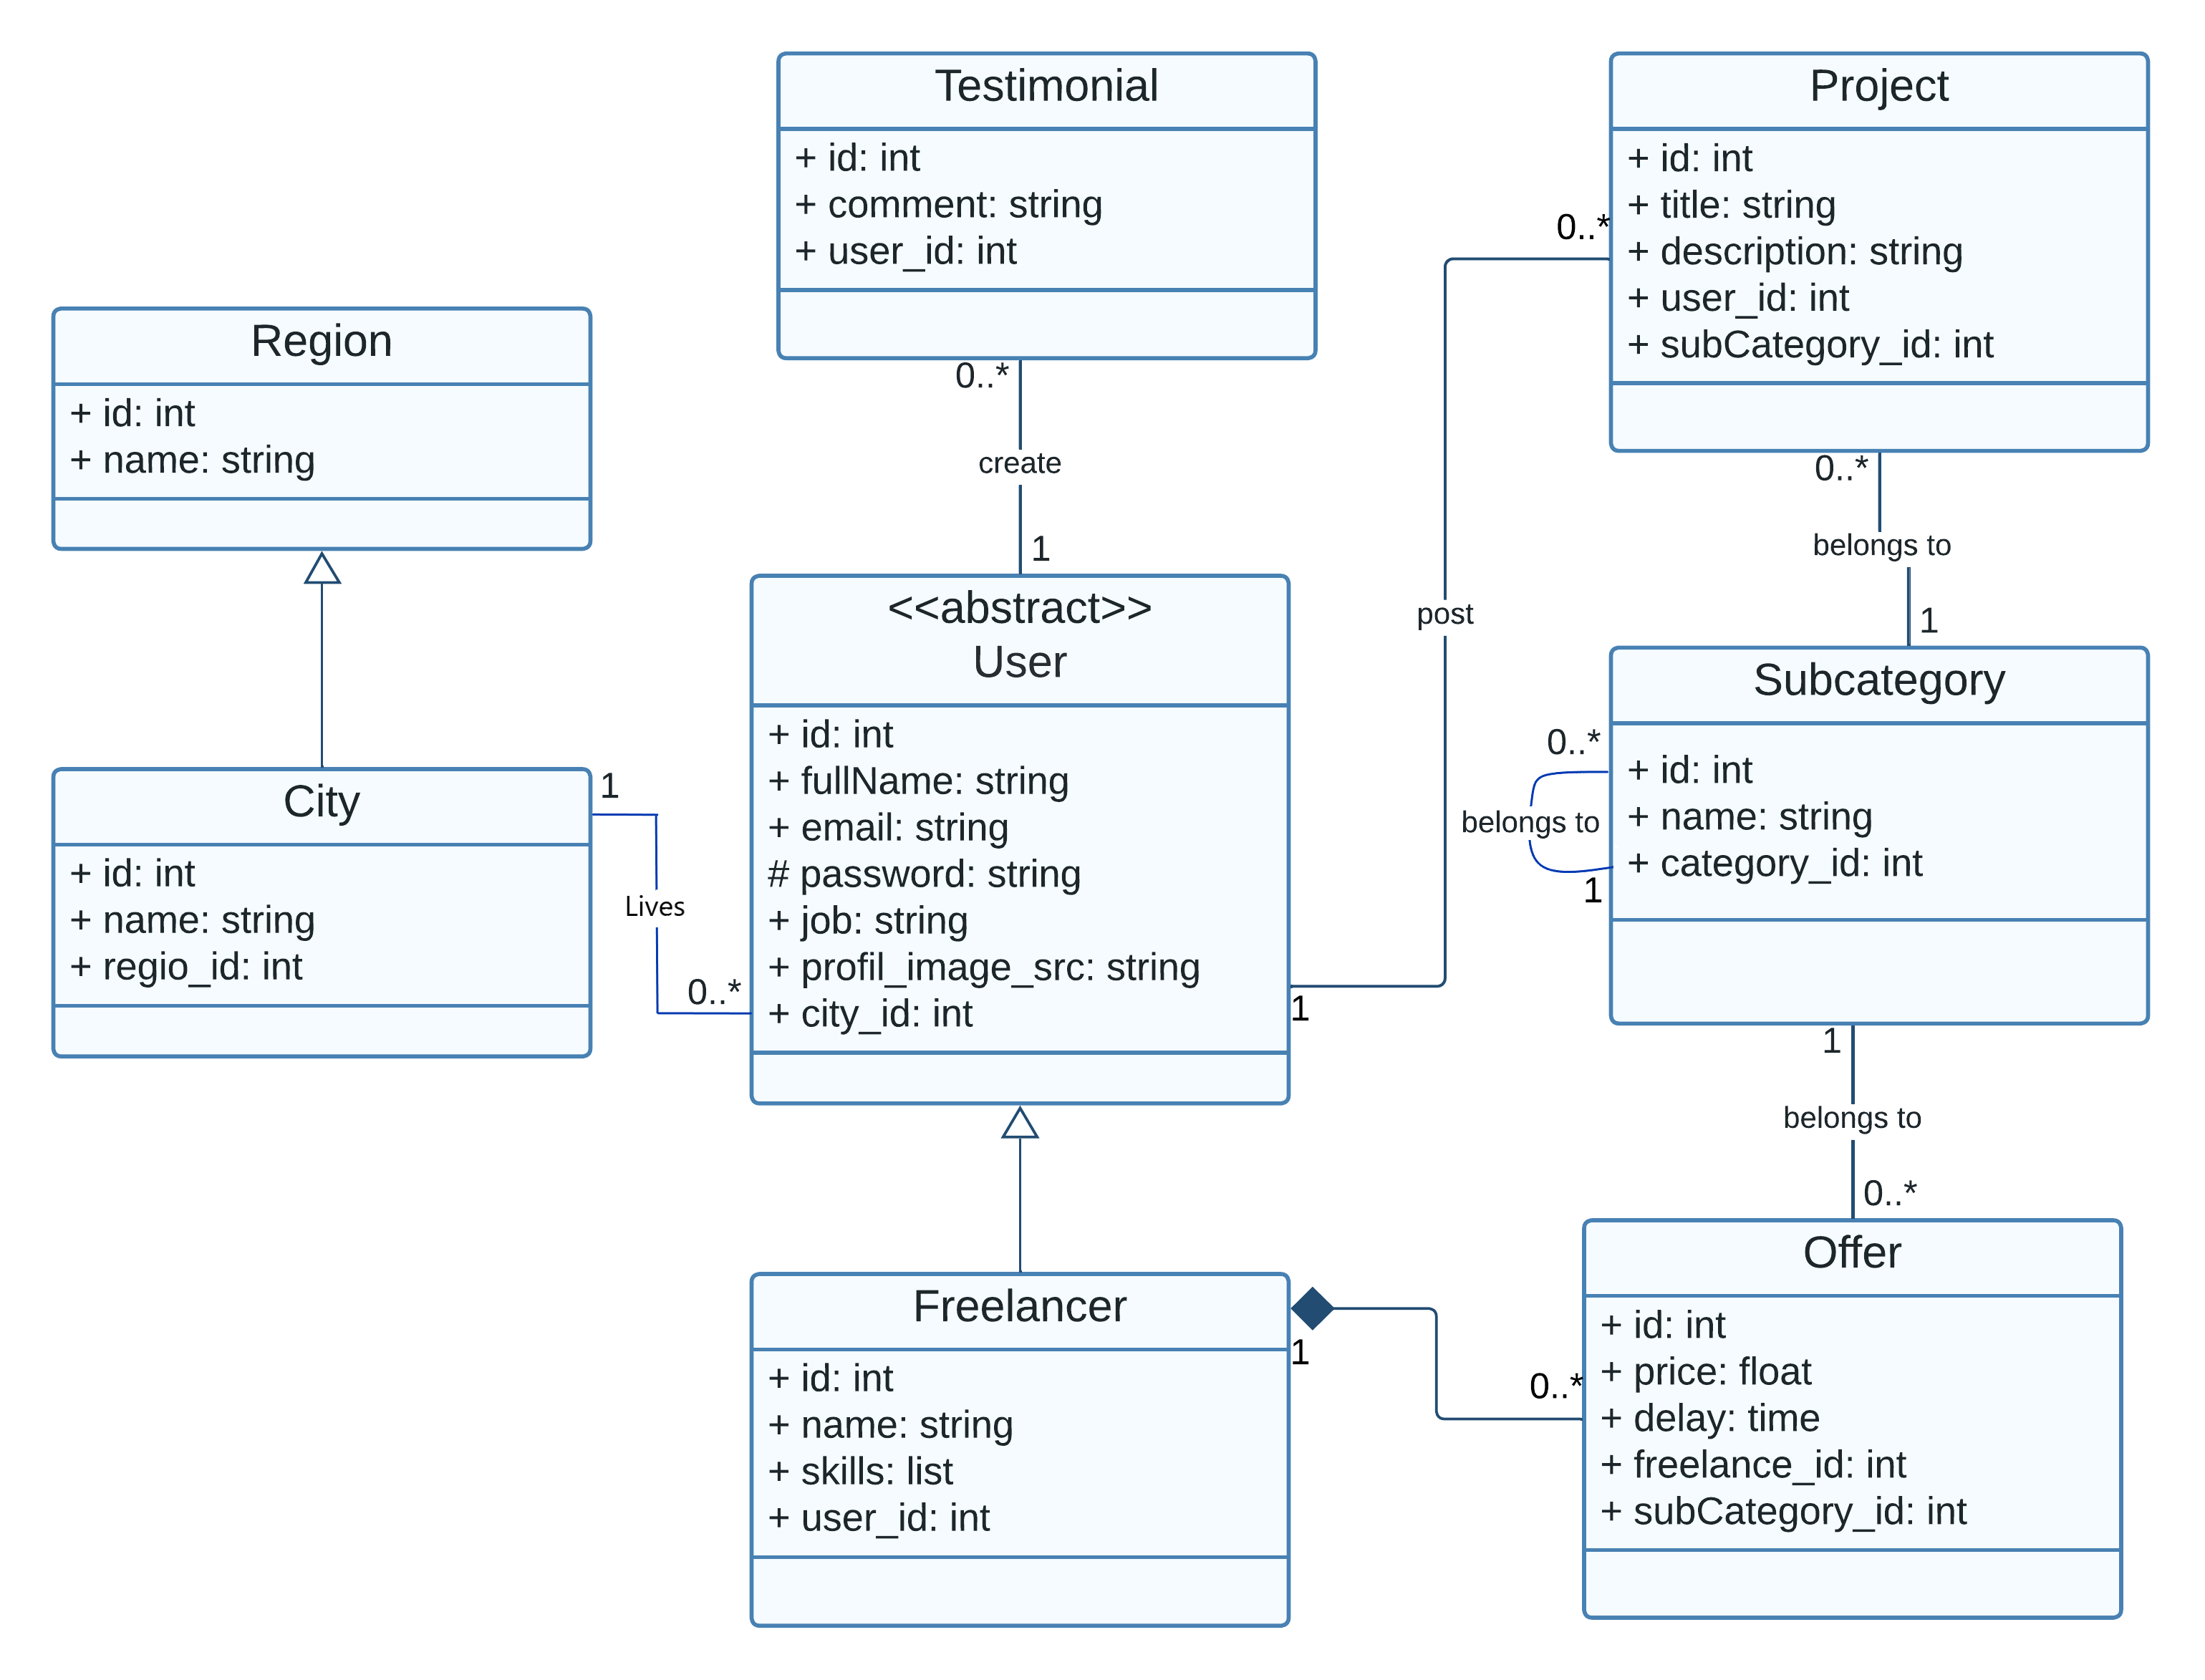 Testimonial
+ id: int
+ comment: string
+ user_id: int
Project
+ id: int
+ title: string
+ description: string
+ user_id: int
+ subCategory_id: int
0..*
Region
+ id: int
+ name: string
0..*
create
1
0..*
belongs to
1
post
<<abstract>>
User
+ id: int
+ fullName: string
+ email: string
# password: string
+ job: string
+ profil_image_src: string
+ city_id: int
1
Subcategory
+ id: int
+ name: string
+ category_id: int
0..*
belongs to
1
City
+ id: int
+ name: string
+ regio_id: int
1
Lives
0..*
1
belongs to
0..*
Freelancer
+ id: int
+ name: string
+ skills: list
+ user_id: int
1
0..*
Offer
+ id: int
+ price: float
+ delay: time
+ freelance_id: int
+ subCategory_id: int